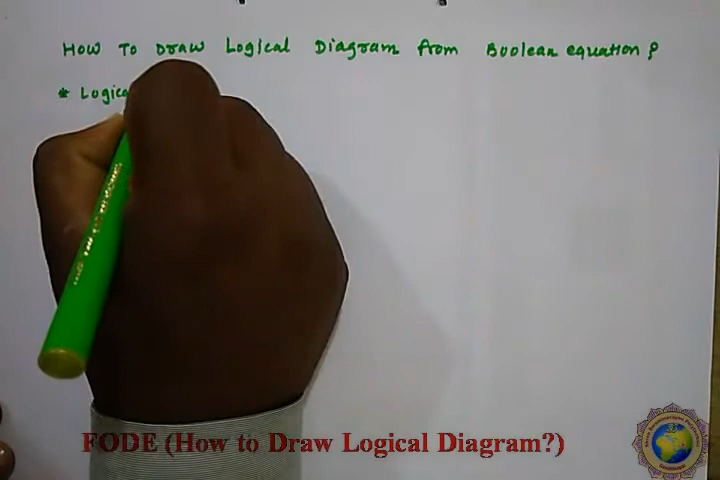 How To Draw Logical Diagram from Boolean equation ?
* Logica
FODE (How to Draw Logical Diagram?)